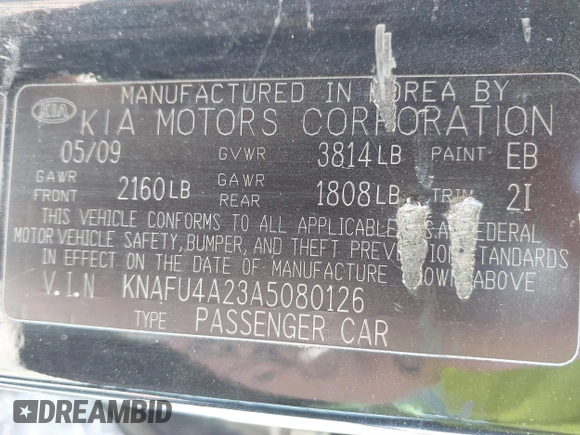 MANUFACTURED IN KOREA BY
KIA KIA MOTORS CORPORATION
05/09 GVWR 3814LB PAINT EB
GAWR FRONT 2160LB GAWR REAR 1808LB TRIM 2I
THIS VEHICLE CONFORMS TO ALL APPLICABLE U.S.A. FEDERAL
MOTOR VEHICLE SAFETY, BUMPER, AND THEFT PREVENTION STANDARDS
IN EFFECT ON THE DATE OF MANUFACTURE SHOWN ABOVE
V.I.N KNAFU4A23A5080126
TYPE PASSENGER CAR
DREAMBID